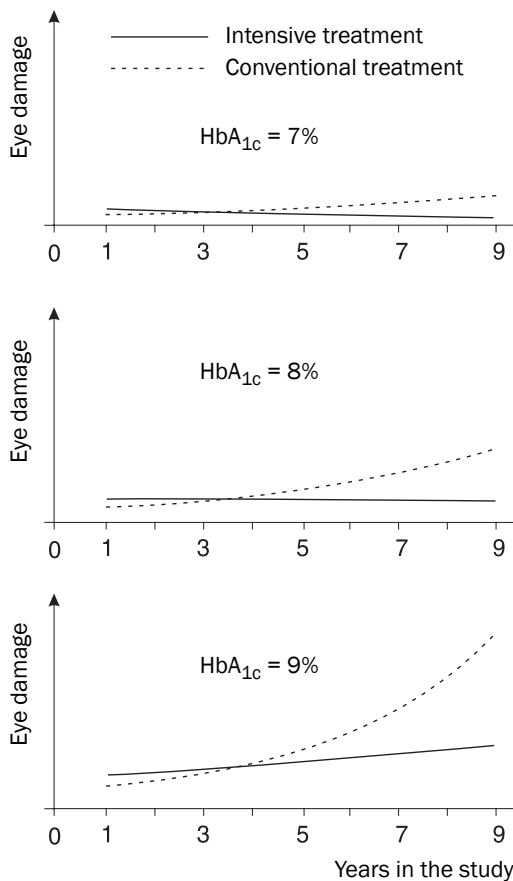 Intensive treatment
Conventional treatment
Eye damage
HbA1c = 7%
0 1 3 5 7 9
Eye damage
HbA1c = 8%
0 1 3 5 7 9
Eye damage
HbA1c = 9%
0 1 3 5 7 9
Years in the study